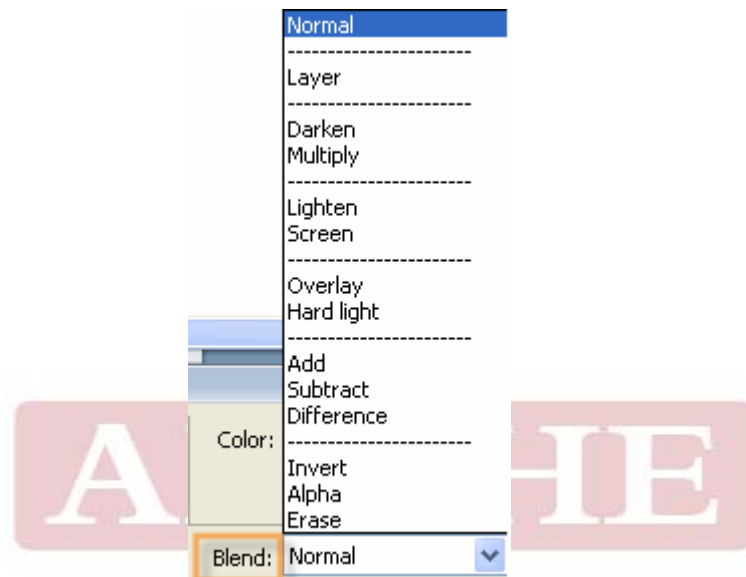 Normal
-----------------------
Layer
-----------------------
Darken
Multiply
-----------------------
Lighten
Screen
-----------------------
Overlay
Hard light
-----------------------
Add
Subtract
Difference
-----------------------
Invert
Alpha
Erase
Color:
Blend: Normal